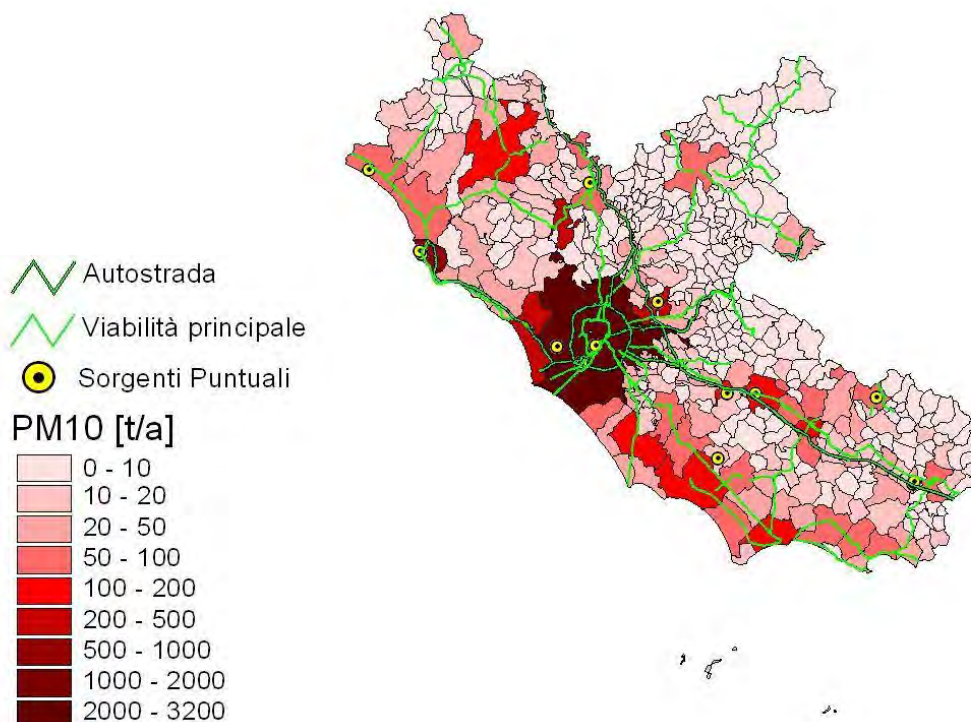 Autostrada
Viabilità principale
Sorgenti Puntuali
PM10 [t/a]
0 - 10
10 - 20
20 - 50
50 - 100
100 - 200
200 - 500
500 - 1000
1000 - 2000
2000 - 3200